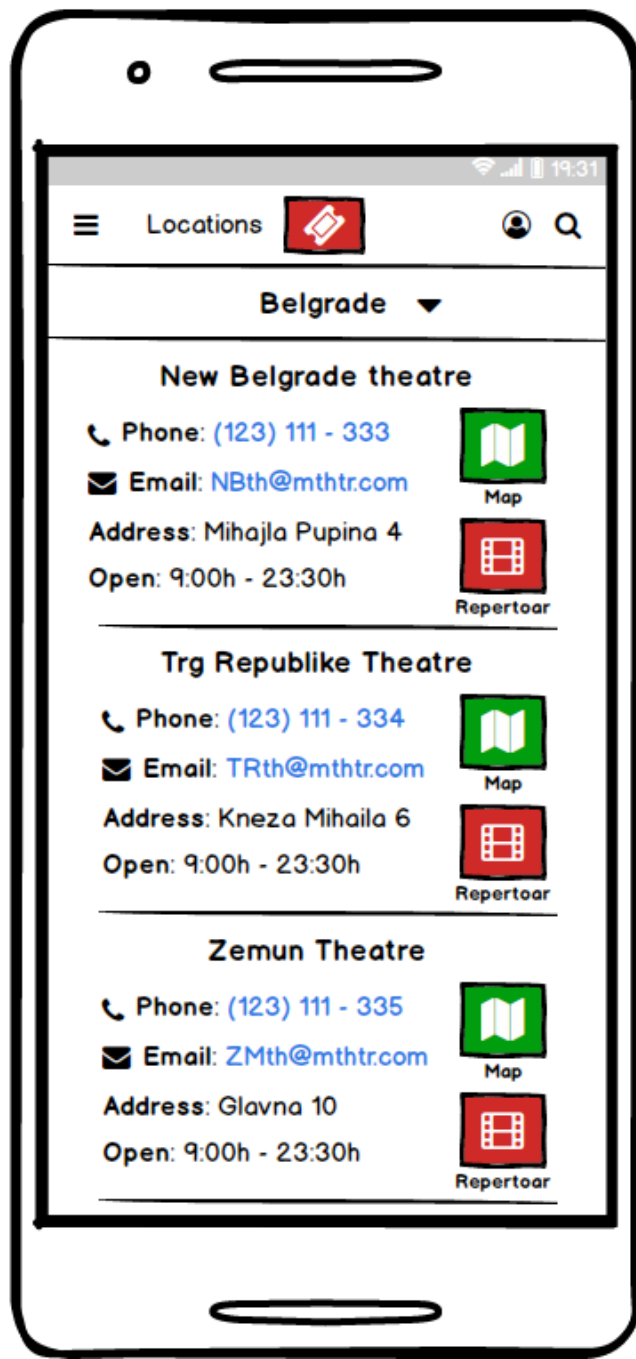 19:31
Locations
Belgrade
New Belgrade theatre
Phone: (123) 111 - 333
Email: NBth@mthtr.com
Map
Address: Mihajla Pupina 4
Open: 9:00h - 23:30h
Repertoar
Trg Republike Theatre
Phone: (123) 111 - 334
Email: TRth@mthtr.com
Map
Address: Kneza Mihaila 6
Open: 9:00h - 23:30h
Repertoar
Zemun Theatre
Phone: (123) 111 - 335
Email: ZMth@mthtr.com
Map
Address: Glavna 10
Open: 9:00h - 23:30h
Repertoar